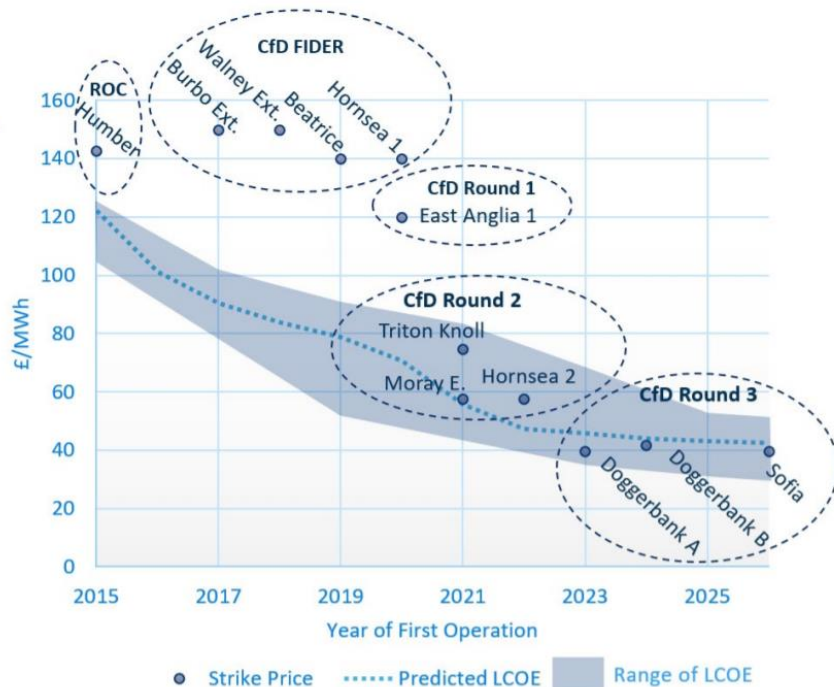 CfD FIDER
ROC
Humber
Burbo Ext.
Walney Ext.
Beatrice
Hornsea 1
CfD Round 1
East Anglia 1
CfD Round 2
Triton Knoll
Moray E.
Hornsea 2
CfD Round 3
Doggerbank A
Doggerbank B
Sofia
£/MWh
160
140
120
100
80
60
40
20
0
2015 2017 2019 2021 2023 2025
Year of First Operation
Strike Price Predicted LCOE Range of LCOE